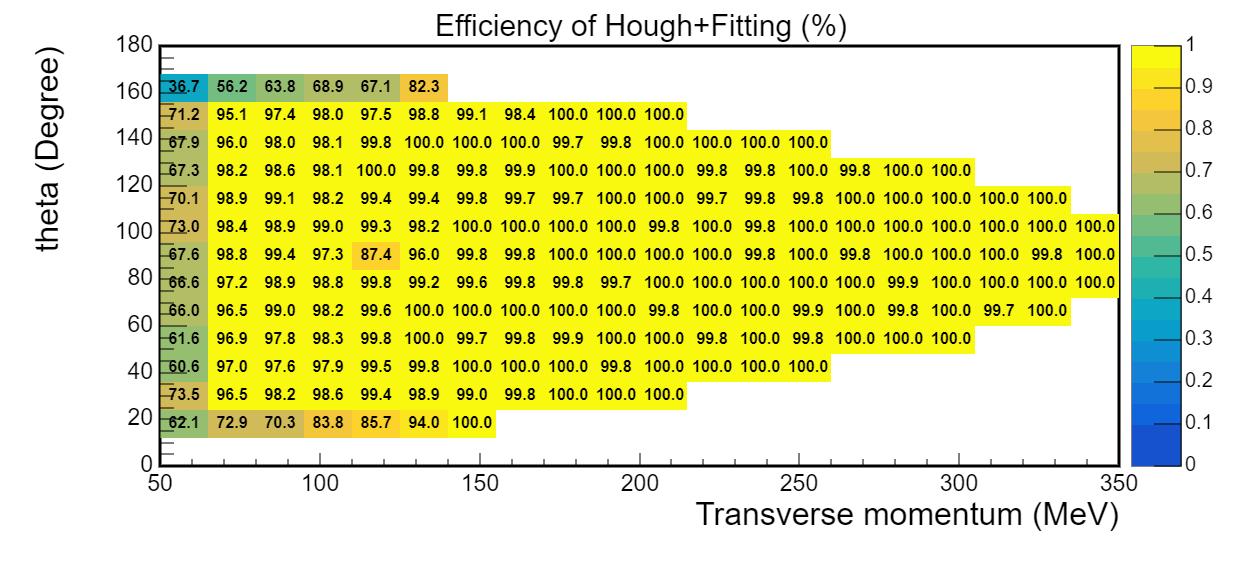 Efficiency of Hough+Fitting (%)
theta (Degree)
180
160
140
120
100
80
60
40
20
0
36.7 56.2 63.8 68.9 67.1 82.3
71.2 95.1 97.4 98.0 97.5 98.8 99.1 98.4 100.0 100.0 100.0
67.9 96.0 98.0 98.1 99.8 100.0 100.0 100.0 99.7 99.8 100.0 100.0 100.0 100.0
67.3 98.2 98.6 98.1 100.0 99.8 99.8 99.9 100.0 100.0 100.0 99.8 99.8 100.0 99.8 100.0 100.0
70.1 98.9 99.1 98.2 99.4 99.4 99.8 99.7 99.7 100.0 100.0 99.7 99.8 99.8 100.0 100.0 100.0 100.0 100.0
73.0 98.4 98.9 99.0 99.3 98.2 100.0 100.0 100.0 100.0 99.8 100.0 99.8 100.0 100.0 100.0 100.0 100.0 100.0 100.0
67.6 98.8 99.4 97.3 87.4 96.0 99.8 99.8 100.0 100.0 100.0 100.0 99.8 100.0 99.8 100.0 100.0 100.0 99.8 100.0
66.6 97.2 98.9 98.8 99.8 99.2 99.6 99.8 99.8 99.7 100.0 100.0 100.0 100.0 100.0 99.9 100.0 100.0 100.0 100.0
66.0 96.5 99.0 98.2 99.6 100.0 100.0 100.0 100.0 100.0 99.8 100.0 100.0 99.9 100.0 99.8 100.0 99.7 100.0
61.6 96.9 97.8 98.3 99.8 100.0 99.7 99.8 99.9 100.0 100.0 99.8 100.0 99.8 100.0 100.0 100.0
60.6 97.0 97.6 97.9 99.5 99.8 100.0 100.0 100.0 99.8 100.0 100.0 100.0 100.0
73.5 96.5 98.2 98.6 99.4 98.9 99.0 99.8 100.0 100.0 100.0
62.1 72.9 70.3 83.8 85.7 94.0 100.0
50 100 150 200 250 300 350
Transverse momentum (MeV)
1
0.9
0.8
0.7
0.6
0.5
0.4
0.3
0.2
0.1
0